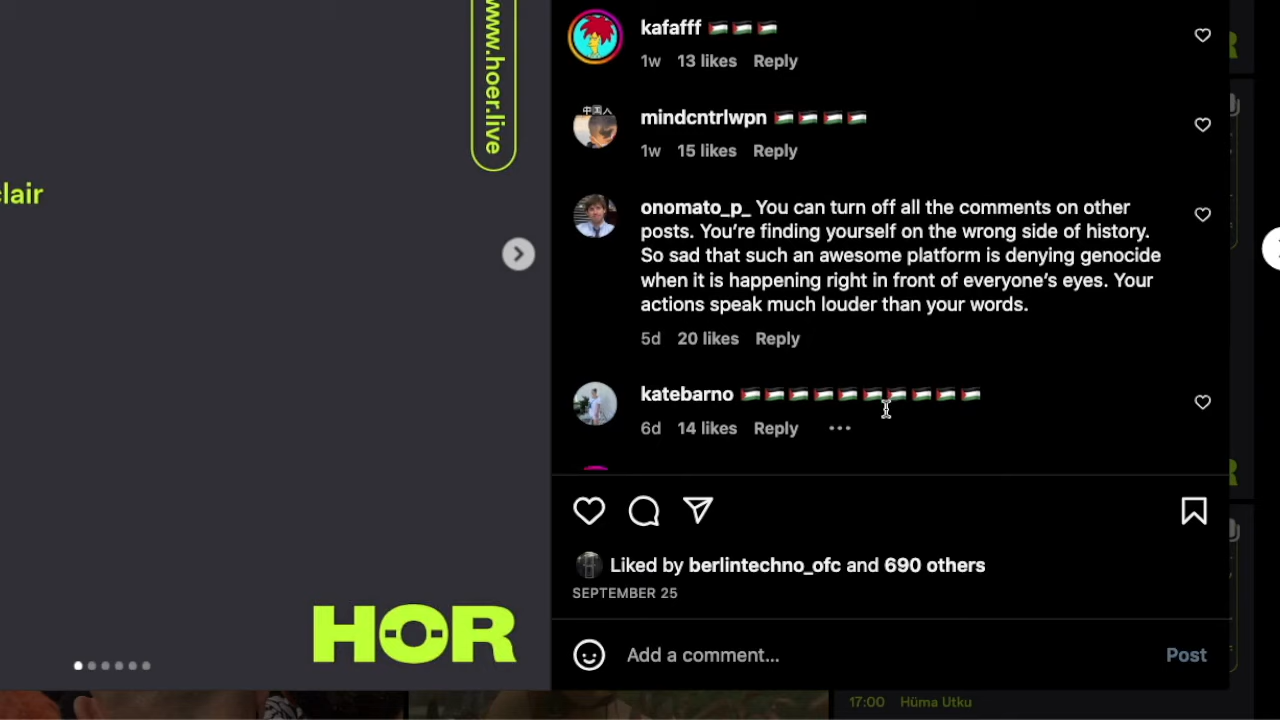 www.hoer.live
clair
HOR
kafafff 🇵🇸🇵🇸🇵🇸
1w 13 likes Reply
中国人
mindcntrlwpn 🇵🇸🇵🇸🇵🇸🇵🇸
1w 15 likes Reply
onomato_p_ You can turn off all the comments on other
posts. You’re finding yourself on the wrong side of history.
So sad that such an awesome platform is denying genocide
when it is happening right in front of everyone’s eyes. Your
actions speak much louder than your words.
5d 20 likes Reply
katebarno 🇵🇸🇵🇸🇵🇸🇵🇸🇵🇸🇵🇸🇵🇸🇵🇸🇵🇸🇵🇸
6d 14 likes Reply •••
Liked by berlintechno_ofc and 690 others
SEPTEMBER 25
Add a comment... Post
17:00 Hüma Utku